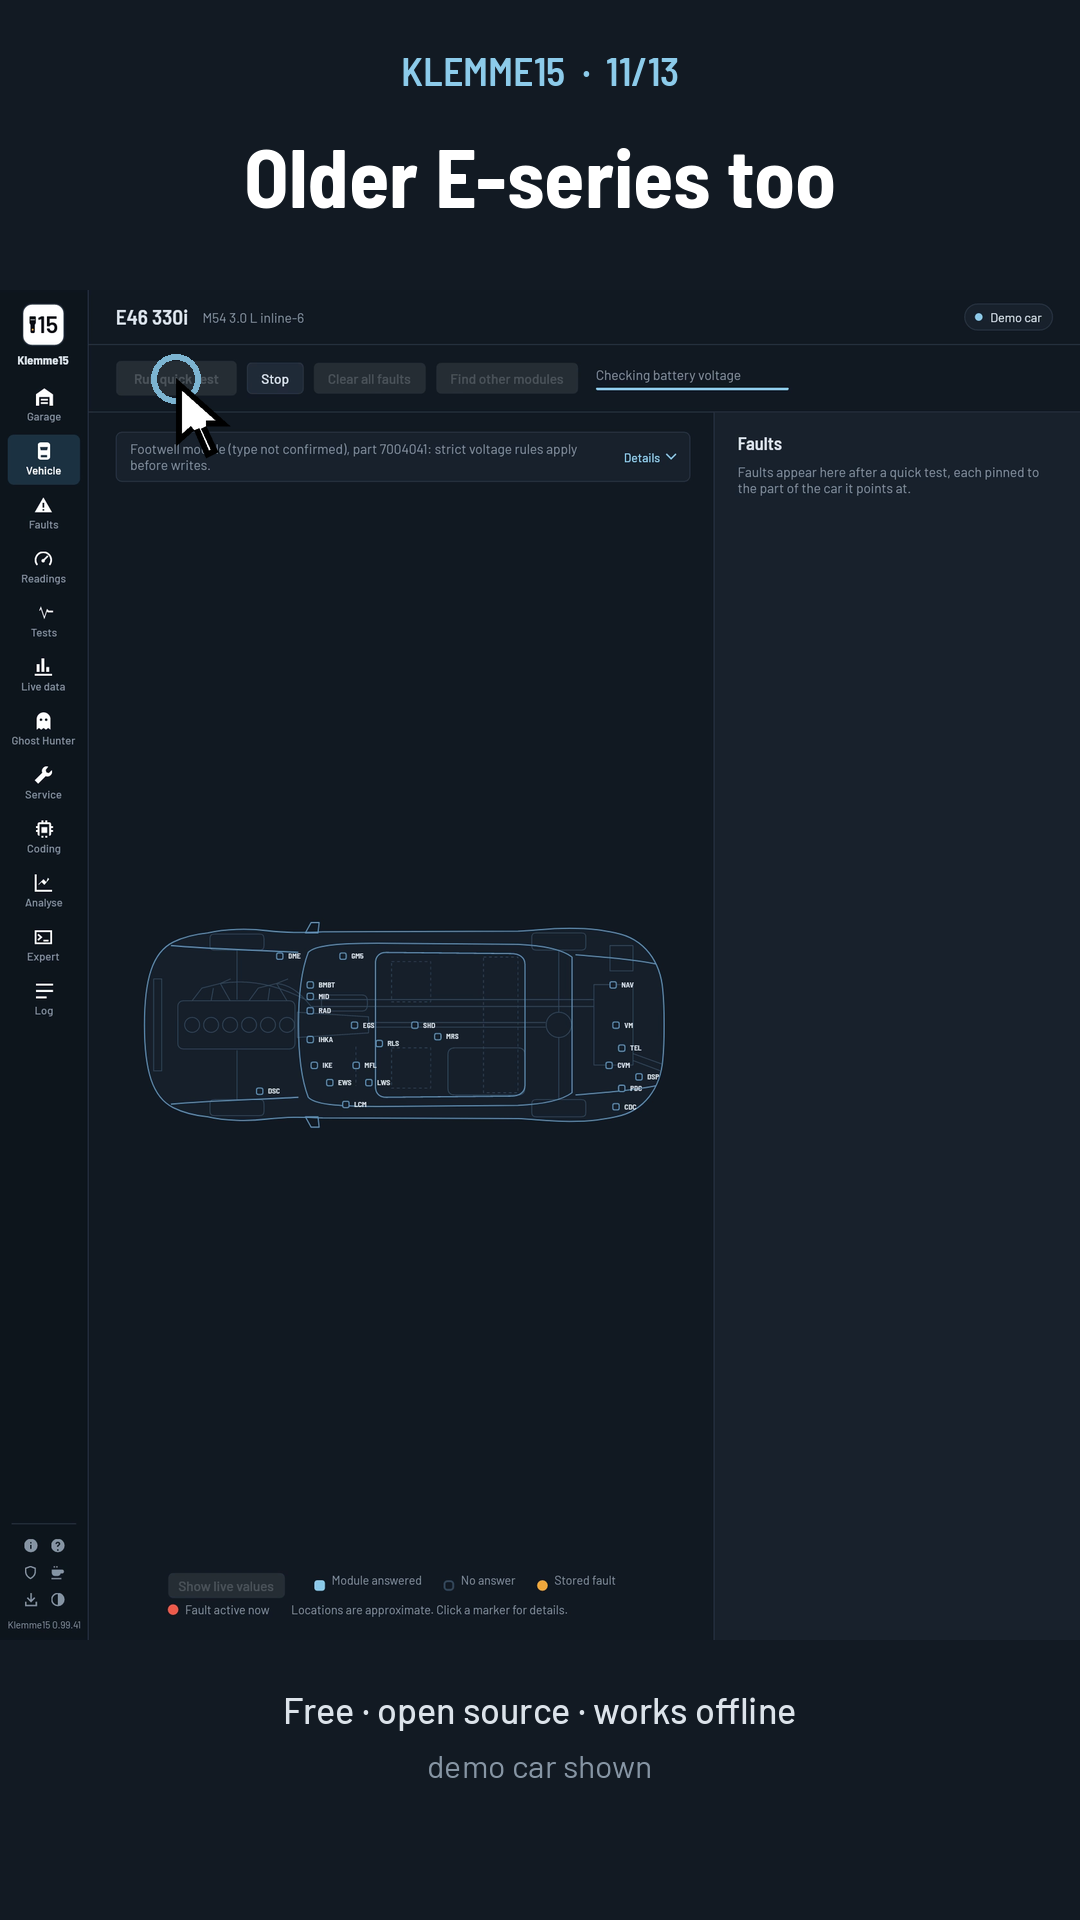 KLEMME15 · 11/13
Older E-series too
15
Klemme15
E46 330i
M54 3.0 L inline-6
Demo car
Stop
Clear all faults
Find other modules
Checking battery voltage
Footwell (type not confirmed), part 7004041: strict voltage rules apply
before writes.
Details
Faults
Faults appear here after a quick test, each pinned to
the part of the car it points at.
Garage
Vehicle
Faults
Readings
Tests
Live data
Ghost Hunter
Service
Coding
Analyse
Expert
Log
DME
GM5
BMBT
MID
RAD
EGS
SHD
MRS
IHKA
RLS
IKE
MFL
EWS
LWS
DSC
LCM
NAV
VM
TEL
CVM
DSP
PDC
CDC
Show live values
Module answered
No answer
Stored fault
Fault active now
Locations are approximate. Click a marker for details.
Klemme15 0.99.41
Free · open source · works offline
demo car shown